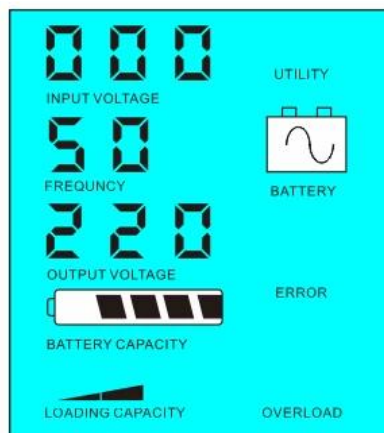 000
UTILITY
INPUT VOLTAGE
50
FREQUNCY
BATTERY
220
OUTPUT VOLTAGE
ERROR
BATTERY CAPACITY
LOADING CAPACITY
OVERLOAD